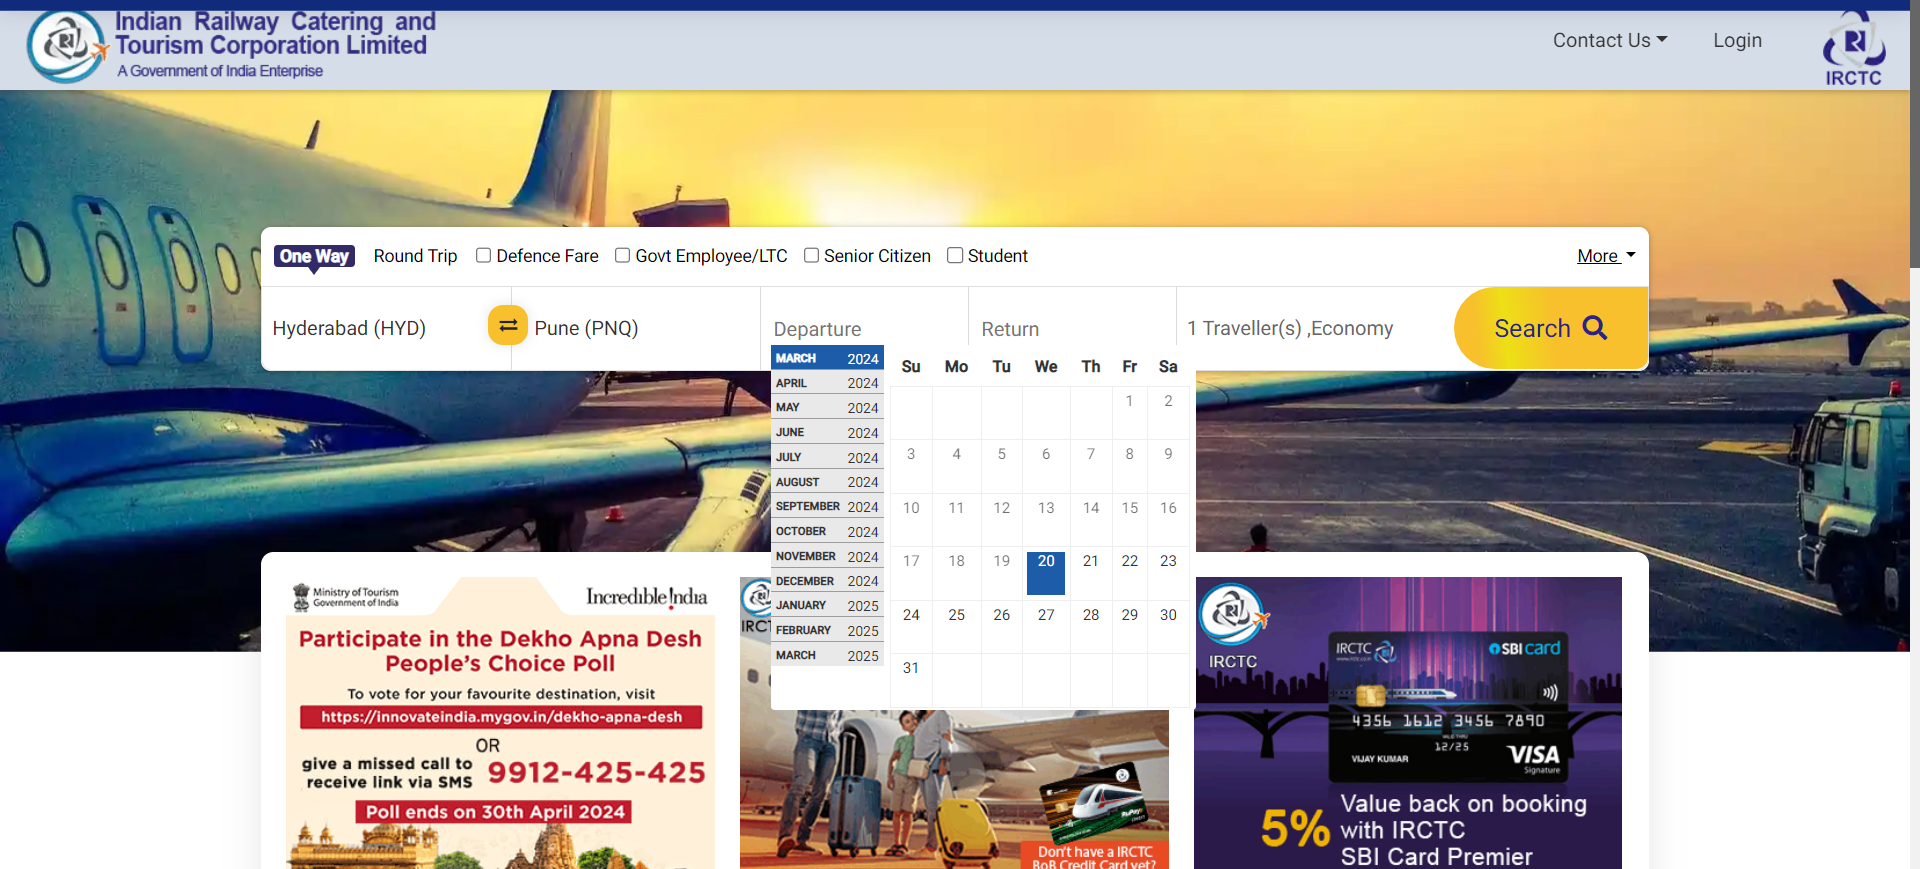 Indian Railway Catering and
Tourism Corporation Limited
A Government of India Enterprise
Contact Us
Login
IRCTC
One Way
Round Trip
Defence Fare
Govt Employee/LTC
Senior Citizen
Student
More
Hyderabad (HYD)
Pune (PNQ)
Departure
Return
1 Traveller(s) ,Economy
Search
MARCH 2024
APRIL 2024
MAY 2024
JUNE 2024
JULY 2024
AUGUST 2024
SEPTEMBER 2024
OCTOBER 2024
NOVEMBER 2024
DECEMBER 2024
JANUARY 2025
FEBRUARY 2025
MARCH 2025
Su Mo Tu We Th Fr Sa
1 2
3 4 5 6 7 8 9
10 11 12 13 14 15 16
17 18 19 20 21 22 23
24 25 26 27 28 29 30
31
Ministry of Tourism
Government of India
Incredible !ndia
Participate in the Dekho Apna Desh
People's Choice Poll
To vote for your favourite destination, visit
https://innovateindia.mygov.in/dekho-apna-desh
OR
give a missed call to
receive link via SMS
9912-425-425
Poll ends on 30th April 2024
IRCT
RuPay
Don't have a IRCTC
BoB Credit Card yet?
IRCTC
IRCTC
SBI card
4356 1612 3456 7890
12/25
VIJAY KUMAR
VISA
Signature
5%
Value back on booking
with IRCTC
SBI Card Premier